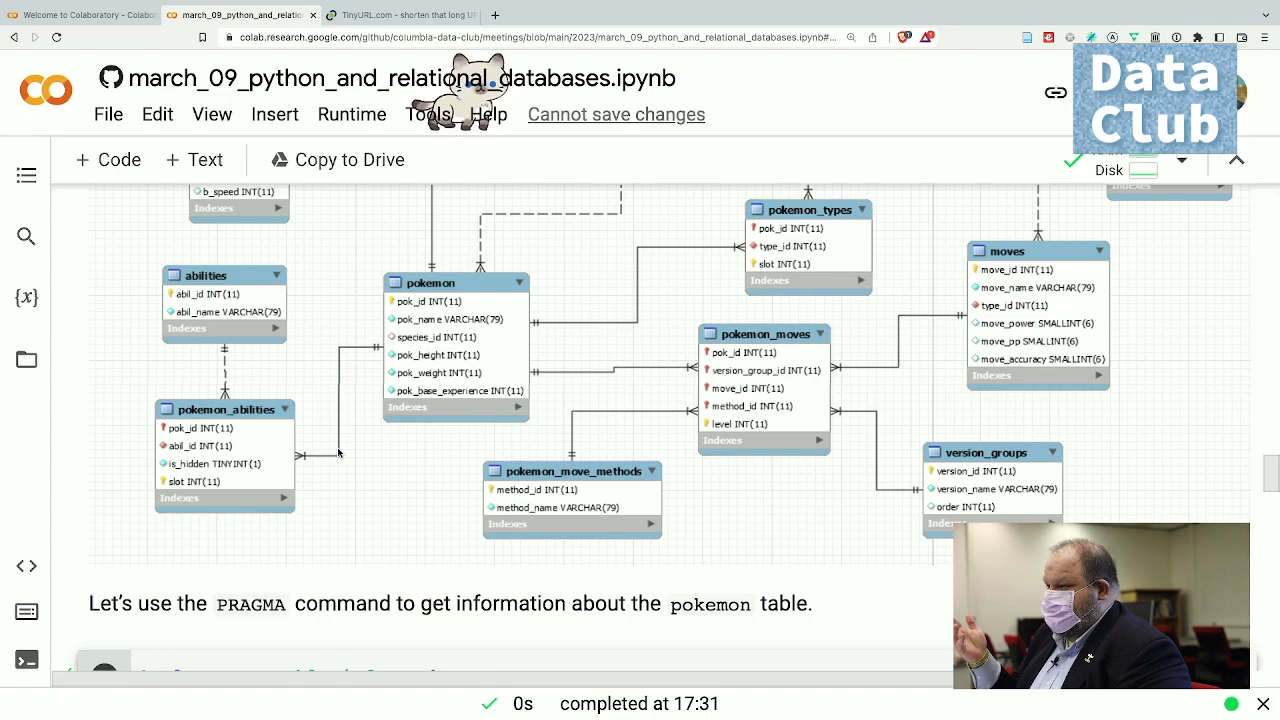 Welcome to Colaboratory - Colabor
march_09_python_and_relation
TinyURL.com - shorten that long U
colab.research.google.com/github/columbia-data-club/meetings/blob/main/2023/march_09_python_and_relational_databases.ipynb#...
march_09_python_and_relational_databases.ipynb
File Edit View Insert Runtime Tools Help Cannot save changes
Data
Club
+ Code + Text Copy to Drive
Disk
b_speed INT(11)
Indexes
Indexes
abilities
abil_id INT(11)
abil_name VARCHAR(79)
Indexes
pokemon
pok_id INT(11)
pok_name VARCHAR(79)
species_id INT(11)
pok_height INT(11)
pok_weight INT(11)
pok_base_experience INT(11)
Indexes
pokemon_types
pok_id INT(11)
type_id INT(11)
slot INT(11)
Indexes
moves
move_id INT(11)
move_name VARCHAR(79)
type_id INT(11)
move_power SMALLINT(6)
move_pp SMALLINT(6)
move_accuracy SMALLINT(6)
Indexes
pokemon_moves
pok_id INT(11)
version_group_id INT(11)
move_id INT(11)
method_id INT(11)
level INT(11)
Indexes
pokemon_abilities
pok_id INT(11)
abil_id INT(11)
is_hidden TINYINT(1)
slot INT(11)
Indexes
pokemon_move_methods
method_id INT(11)
method_name VARCHAR(79)
Indexes
version_groups
version_id INT(11)
version_name VARCHAR(79)
order INT(11)
Indexes
Let's use the PRAGMA command to get information about the pokemon table.
0s completed at 17:31